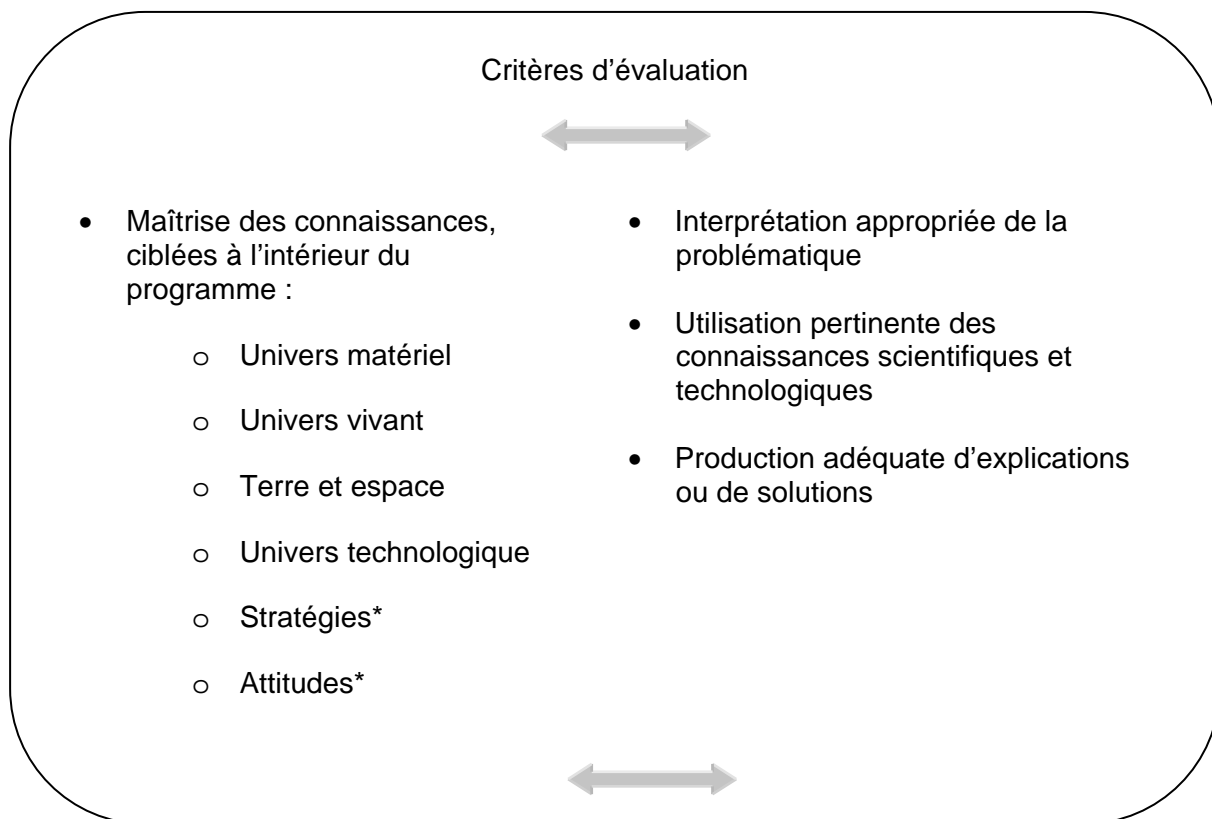 Critères d’évaluation
• Maîtrise des connaissances,
ciblées à l’intérieur du
programme :
o Univers matériel
o Univers vivant
o Terre et espace
o Univers technologique
o Stratégies*
o Attitudes*
• Interprétation appropriée de la
problématique
• Utilisation pertinente des
connaissances scientifiques et
technologiques
• Production adéquate d’explications
ou de solutions